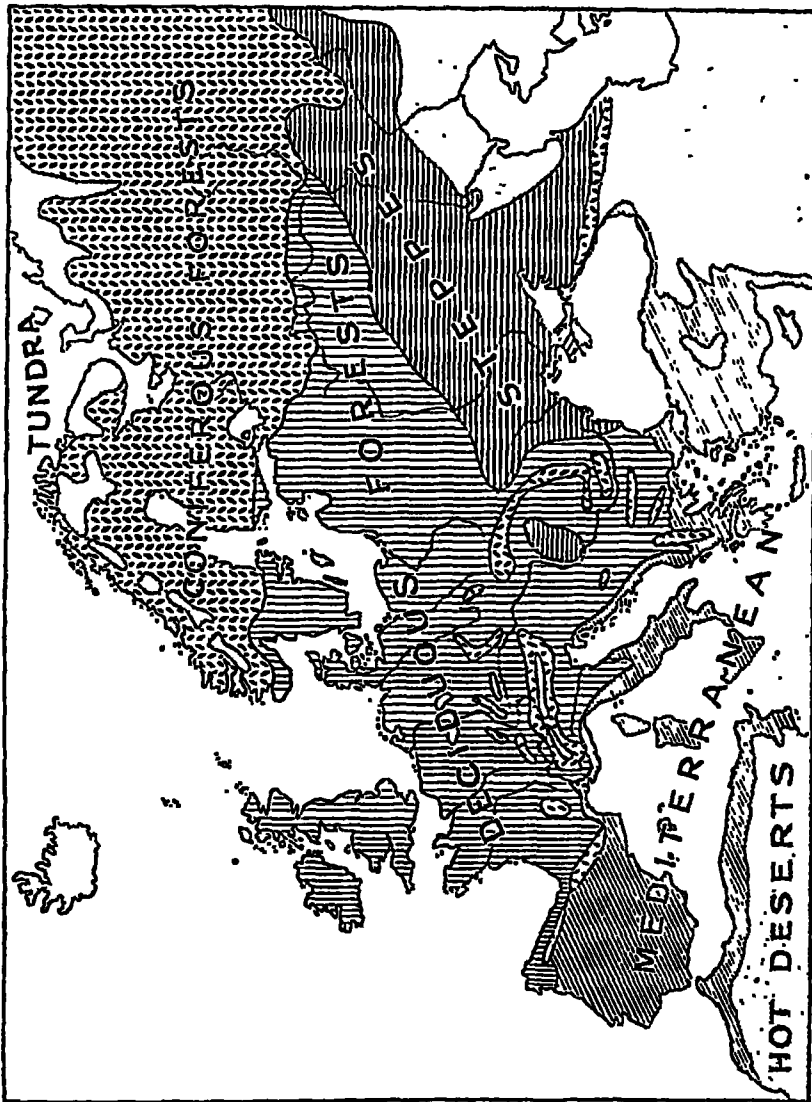 TUNDRA
CONIFEROUS FORESTS
DECIDUOUS FORESTS
STEPPES
MEDITERRANEAN
HOT DESERTS